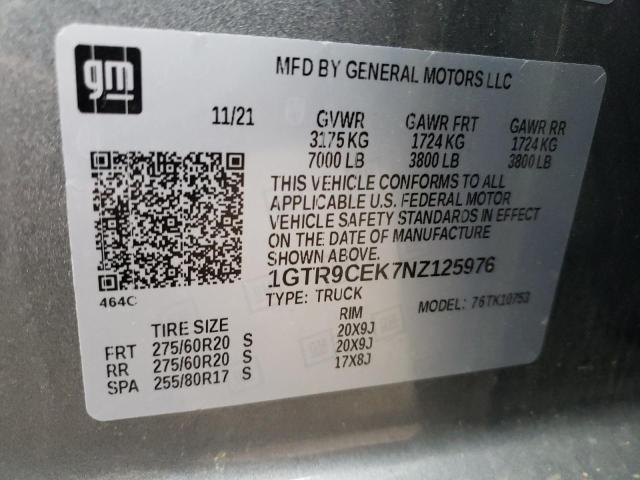 gm
MFD BY GENERAL MOTORS LLC
11/21 GVWR GAWR FRT GAWR RR
3175 KG 1724 KG 1724 KG
7000 LB 3800 LB 3800 LB
THIS VEHICLE CONFORMS TO ALL
APPLICABLE U.S. FEDERAL MOTOR
VEHICLE SAFETY STANDARDS IN EFFECT
ON THE DATE OF MANUFACTURE
SHOWN ABOVE.
1GTR9CEK7NZ125976
464C
TYPE: TRUCK MODEL: 76TK10753
TIRE SIZE RIM
FRT 275/60R20 S 20X9J
RR 275/60R20 S 20X9J
SPA 255/80R17 S 17X8J